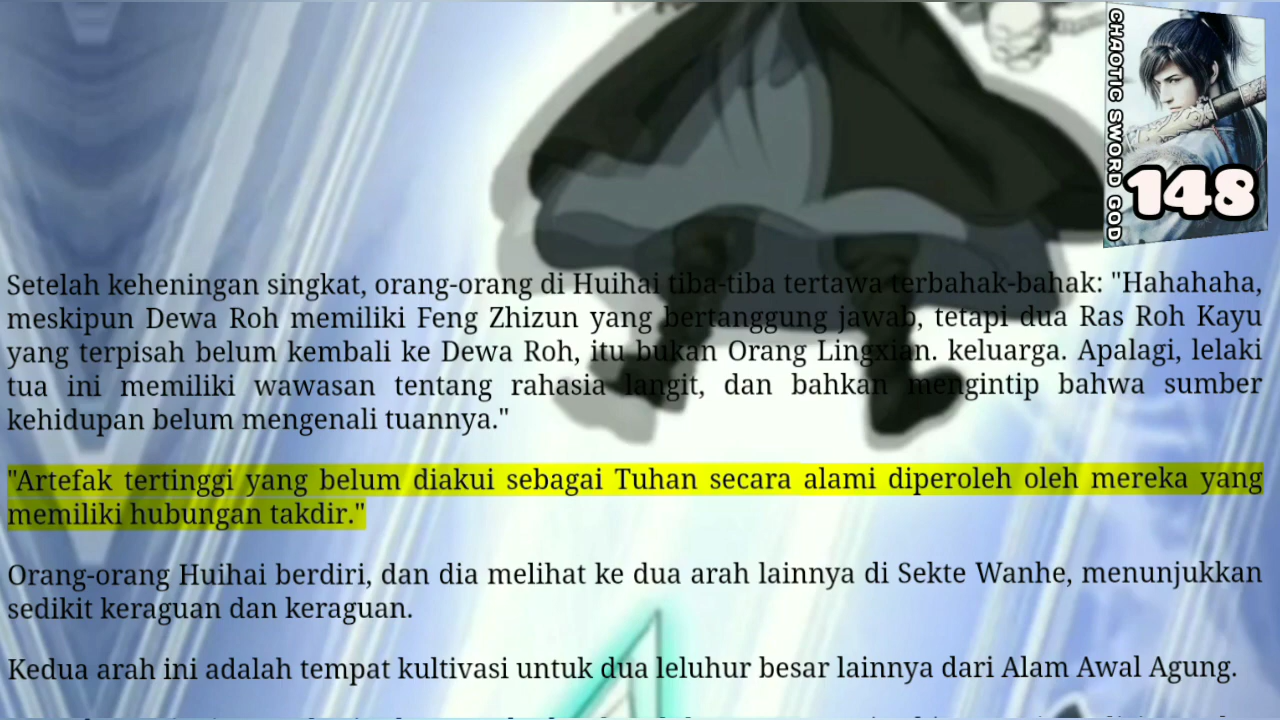 CHAOTIC SWORD GOD
148
Setelah keheningan singkat, orang-orang di Huihai tiba-tiba tertawa terbahak-bahak: "Hahahaha,
meskipun Dewa Roh memiliki Feng Zhizun yang bertanggung jawab, tetapi dua Ras Roh Kayu
yang terpisah belum kembali ke Dewa Roh, itu bukan Orang Lingxian. keluarga. Apalagi, lelaki
tua ini memiliki wawasan tentang rahasia langit, dan bahkan mengintip bahwa sumber
kehidupan belum mengenali tuannya."
"Artefak tertinggi yang belum diakui sebagai Tuhan secara alami diperoleh oleh mereka yang
memiliki hubungan takdir."
Orang-orang Huihai berdiri, dan dia melihat ke dua arah lainnya di Sekte Wanhe, menunjukkan
sedikit keraguan dan keraguan.
Kedua arah ini adalah tempat kultivasi untuk dua leluhur besar lainnya dari Alam Awal Agung.